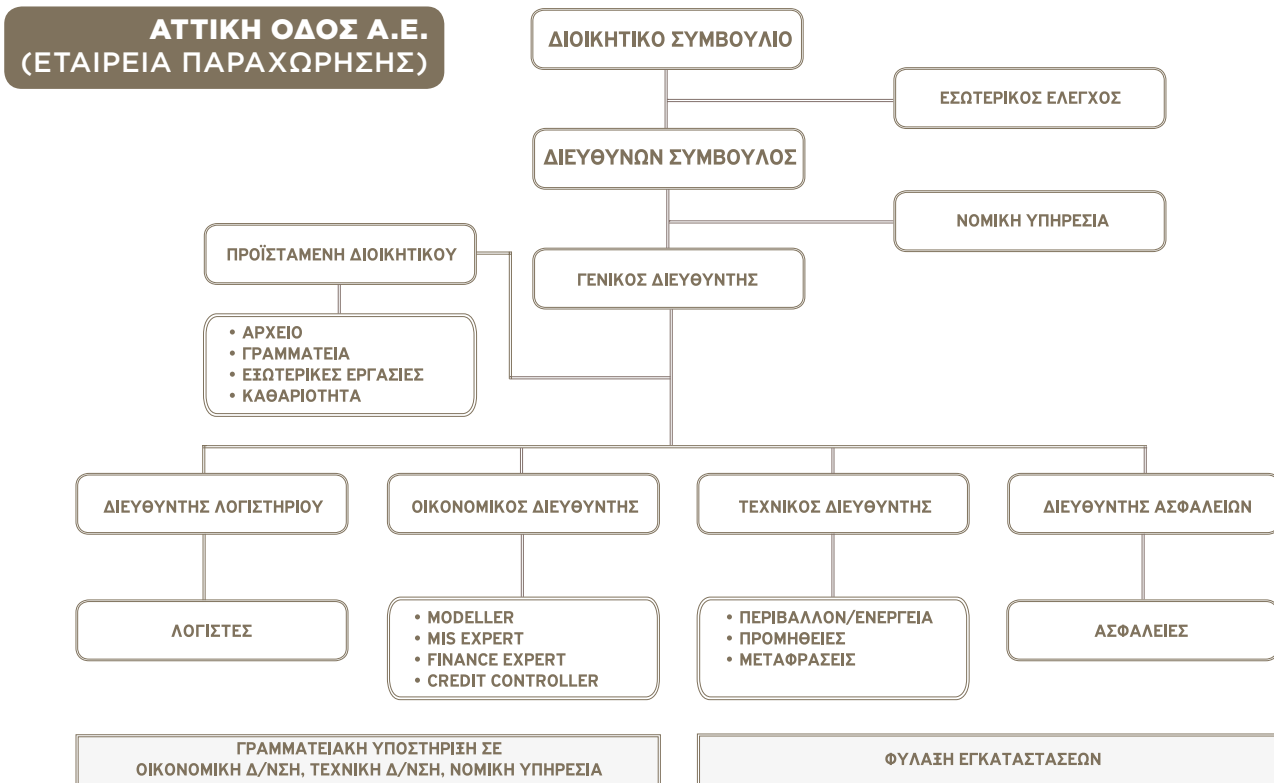 ΑΤΤΙΚΗ ΟΔΟΣ Α.Ε.
(ΕΤΑΙΡΕΙΑ ΠΑΡΑΧΩΡΗΣΗΣ)
ΔΙΟΙΚΗΤΙΚΟ ΣΥΜΒΟΥΛΙΟ
ΕΣΩΤΕΡΙΚΟΣ ΕΛΕΓΧΟΣ
ΔΙΕΥΘΥΝΩΝ ΣΥΜΒΟΥΛΟΣ
ΝΟΜΙΚΗ ΥΠΗΡΕΣΙΑ
ΠΡΟΪΣΤΑΜΕΝΗ ΔΙΟΙΚΗΤΙΚΟΥ
ΓΕΝΙΚΟΣ ΔΙΕΥΘΥΝΤΗΣ
• ΑΡΧΕΙΟ
• ΓΡΑΜΜΑΤΕΙΑ
• ΕΞΩΤΕΡΙΚΕΣ ΕΡΓΑΣΙΕΣ
• ΚΑΘΑΡΙΟΤΗΤΑ
ΔΙΕΥΘΥΝΤΗΣ ΛΟΓΙΣΤΗΡΙΟΥ
ΟΙΚΟΝΟΜΙΚΟΣ ΔΙΕΥΘΥΝΤΗΣ
ΤΕΧΝΙΚΟΣ ΔΙΕΥΘΥΝΤΗΣ
ΔΙΕΥΘΥΝΤΗΣ ΑΣΦΑΛΕΙΩΝ
ΛΟΓΙΣΤΕΣ
• MODELLER
• MIS EXPERT
• FINANCE EXPERT
• CREDIT CONTROLLER
• ΠΕΡΙΒΑΛΛΟΝ/ΕΝΕΡΓΕΙΑ
• ΠΡΟΜΗΘΕΙΕΣ
• ΜΕΤΑΦΡΑΣΕΙΣ
ΑΣΦΑΛΕΙΕΣ
ΓΡΑΜΜΑΤΕΙΑΚΗ ΥΠΟΣΤΗΡΙΞΗ ΣΕ
ΟΙΚΟΝΟΜΙΚΗ Δ/ΝΣΗ, ΤΕΧΝΙΚΗ Δ/ΝΣΗ, ΝΟΜΙΚΗ ΥΠΗΡΕΣΙΑ
ΦΥΛΑΞΗ ΕΓΚΑΤΑΣΤΑΣΕΩΝ